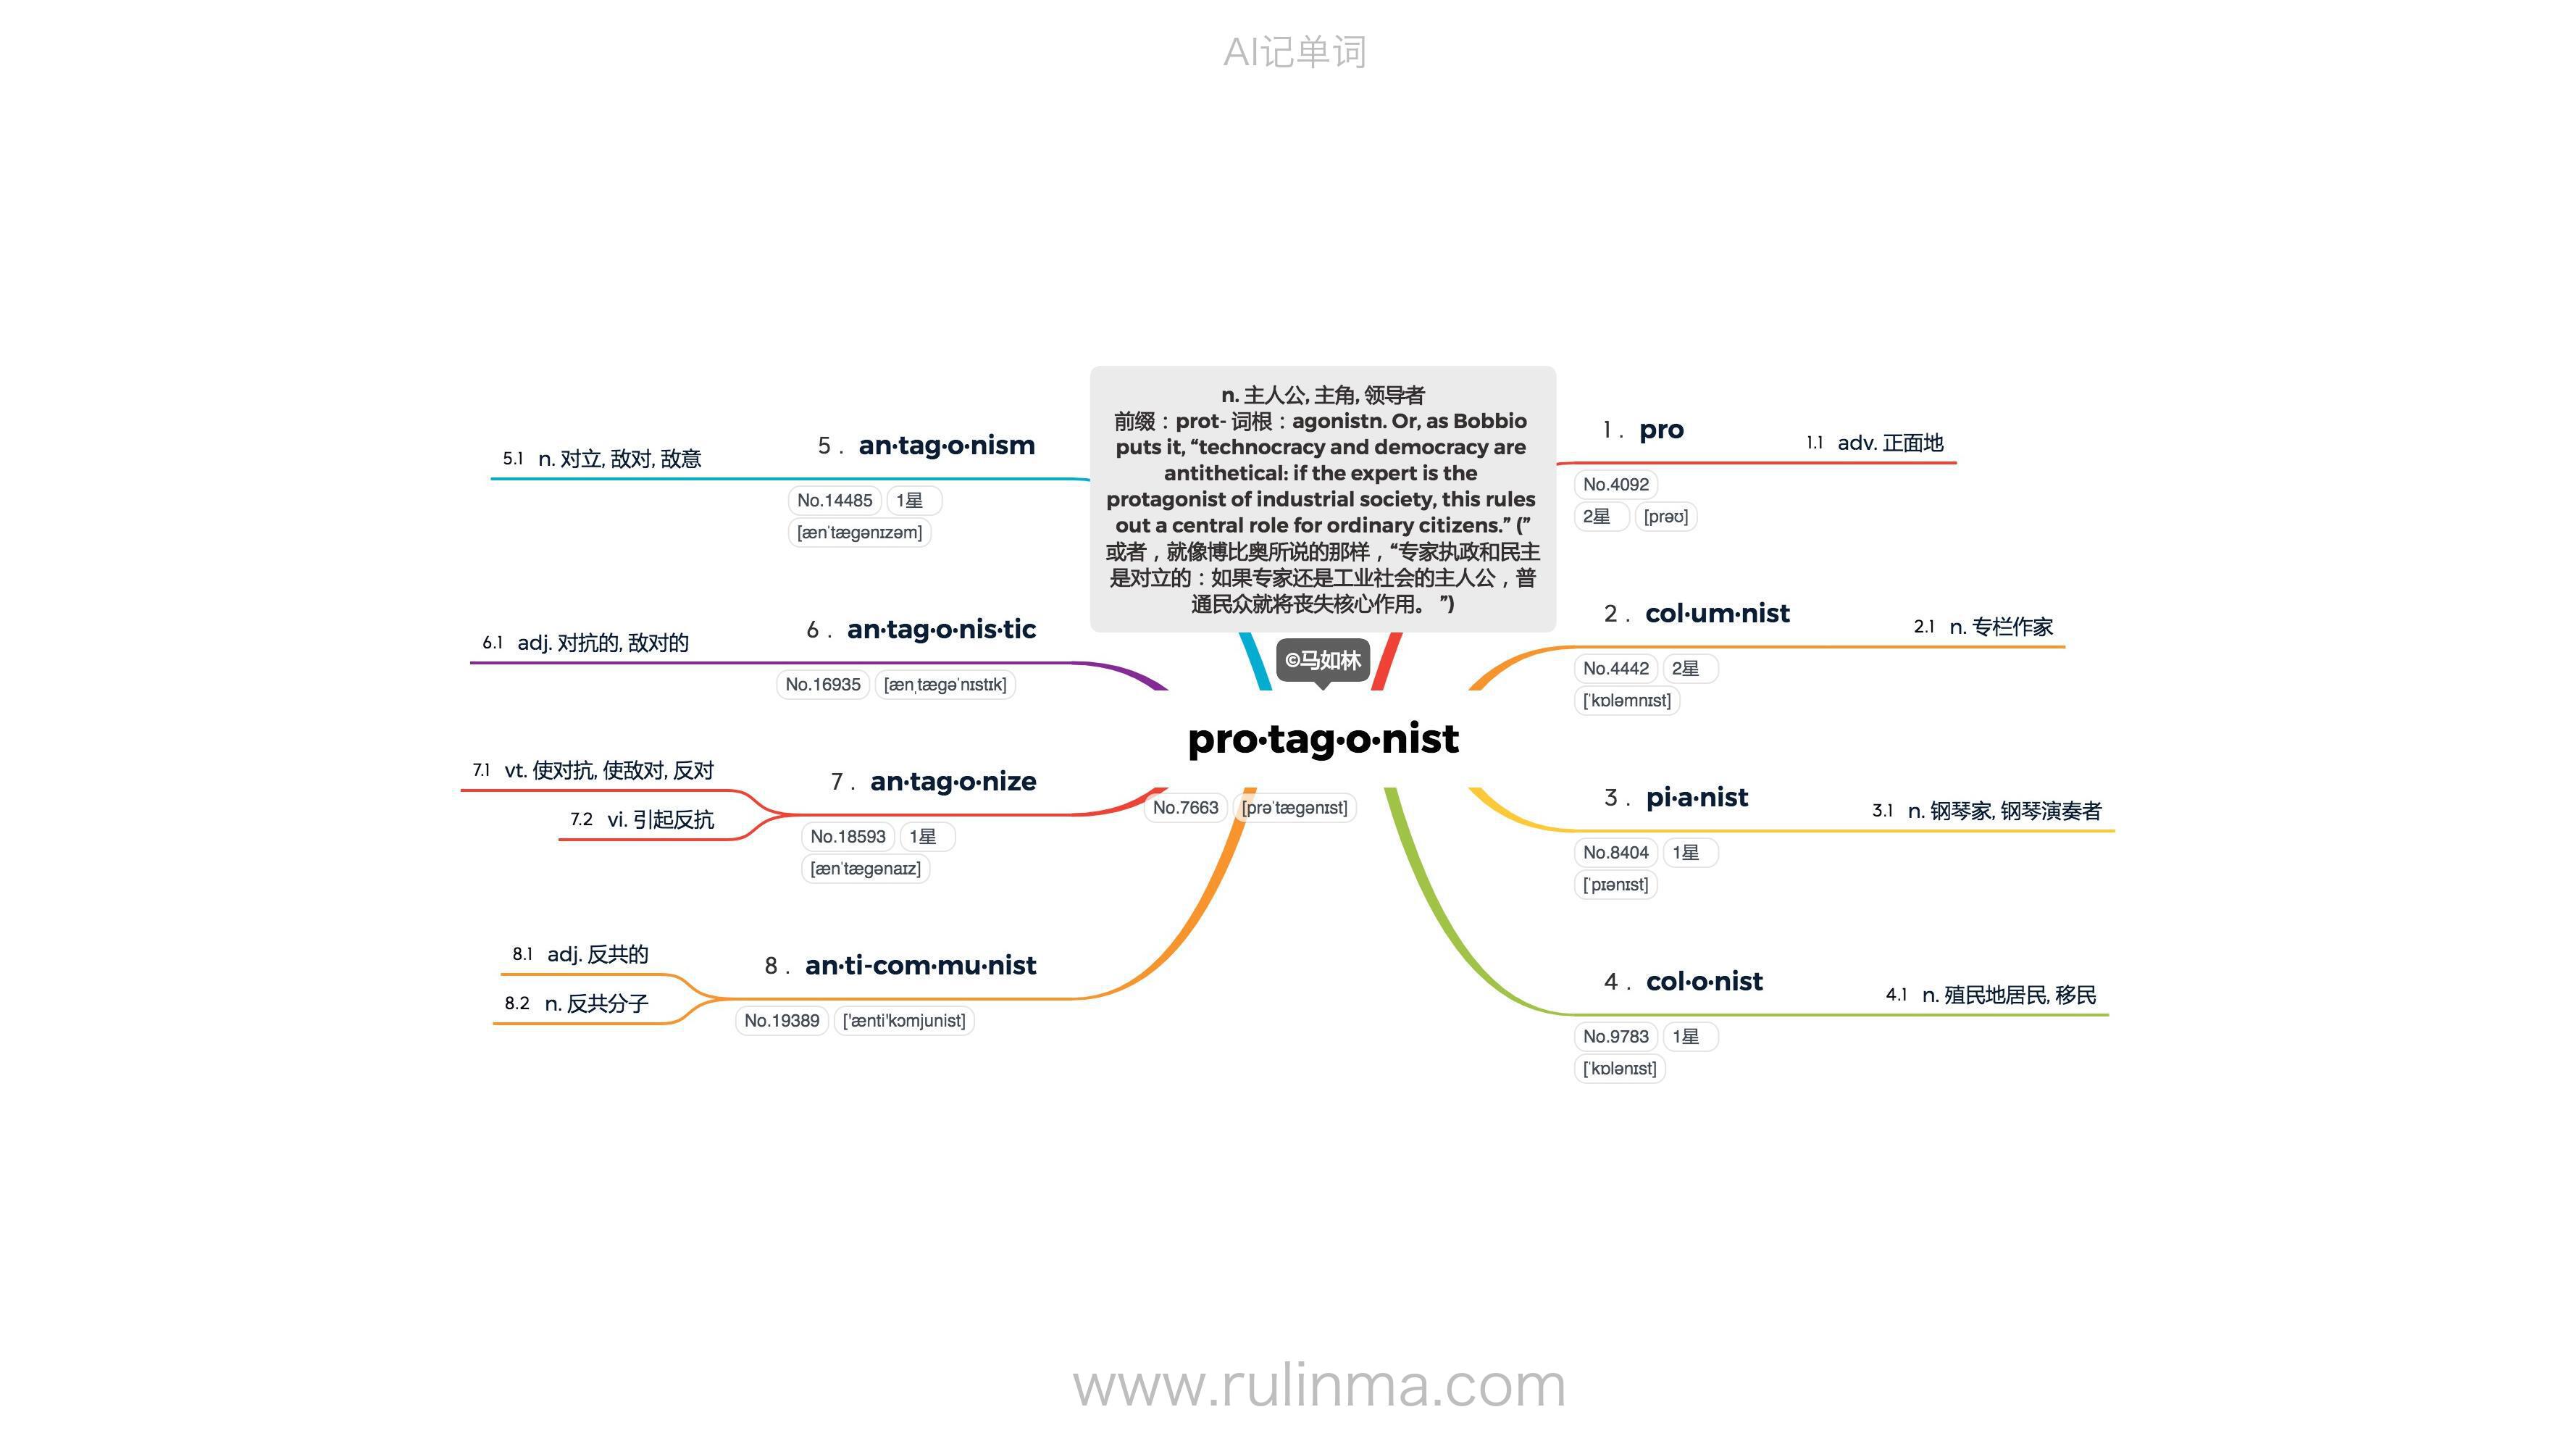 AI记单词
n. 主人公, 主角, 领导者
前缀：prot- 词根：agonistn. Or, as Bobbio
puts it, “technocracy and democracy are
antithetical: if the expert is the
protagonist of industrial society, this rules
out a central role for ordinary citizens.” (”
或者，就像博比奥所说的那样，“专家执政和民主
是对立的：如果专家还是工业社会的主人公，普
通民众就将丧失核心作用。 ”)
©马如林
pro·tag·o·nist
No.7663 [prəˈtægənɪst]
1. pro
1.1 adv. 正面地
No.4092
2星 [prəʊ]
2. col·um·nist
2.1 n. 专栏作家
No.4442 2星
[ˈkɒləmnɪst]
3. pi·a·nist
3.1 n. 钢琴家, 钢琴演奏者
No.8404 1星
[ˈpɪənɪst]
4. col·o·nist
4.1 n. 殖民地居民, 移民
No.9783 1星
[ˈkɒlənɪst]
5. an·tag·o·nism
5.1 n. 对立, 敌对, 敌意
No.14485 1星
[ænˈtægənɪzəm]
6. an·tag·o·nis·tic
6.1 adj. 对抗的, 敌对的
No.16935 [ænˌtægəˈnɪstɪk]
7. an·tag·o·nize
7.1 vt. 使对抗, 使敌对, 反对
7.2 vi. 引起反抗
No.18593 1星
[ænˈtægənaɪz]
8. an·ti-com·mu·nist
8.1 adj. 反共的
8.2 n. 反共分子
No.19389 ['ænti'kɔmjunist]
www.rulinma.com